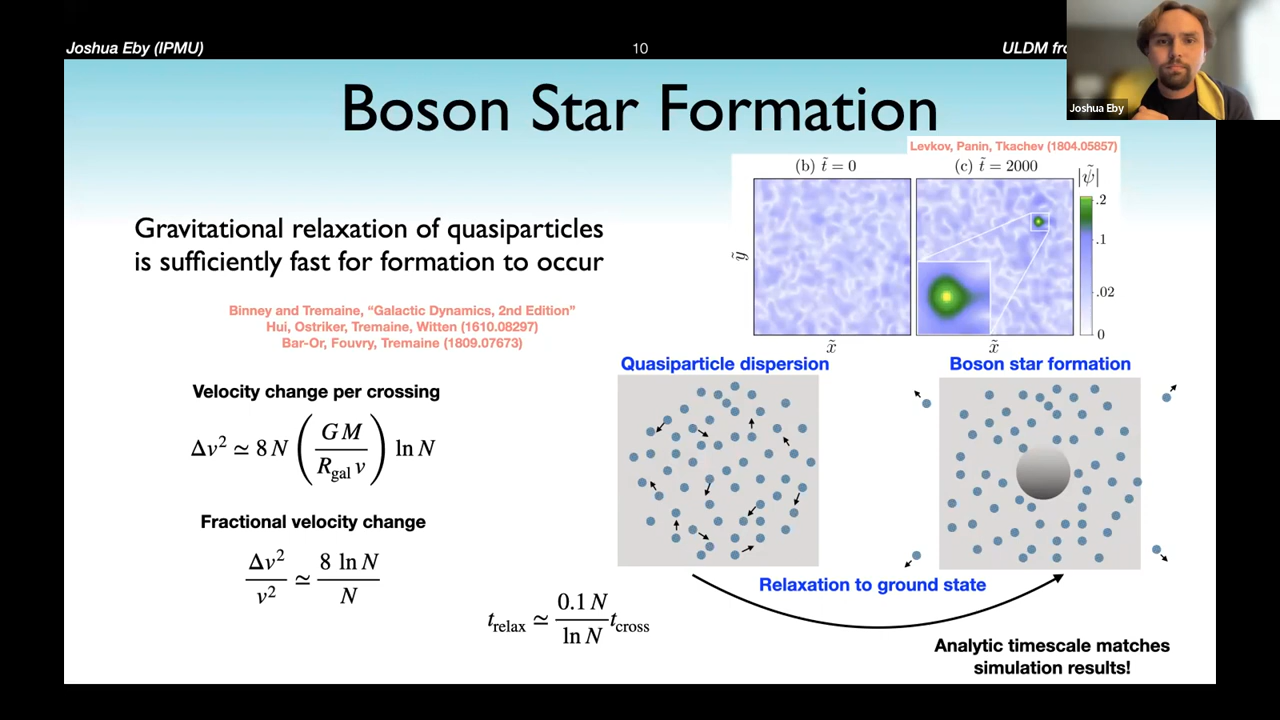 Joshua Eby (IPMU)
10
ULDM
Joshua Eby
Boson Star Formation
Levkov, Panin, Tkachev (1804.05857)
(b) t̃ = 0
(c) t̃ = 2000
|ψ̃|
.2
.1
.02
0
ỹ
x̃
x̃
Gravitational relaxation of quasiparticles
is sufficiently fast for formation to occur
Binney and Tremaine, “Galactic Dynamics, 2nd Edition”
Hui, Ostriker, Tremaine, Witten (1610.08297)
Bar-Or, Fouvry, Tremaine (1809.07673)
Velocity change per crossing
Δv² ≃ 8 N (GM / R_gal v) ln N
Fractional velocity change
Δv² / v² ≃ 8 ln N / N
t_relax ≃ 0.1 N / ln N t_cross
Quasiparticle dispersion
Boson star formation
Relaxation to ground state
Analytic timescale matches
simulation results!